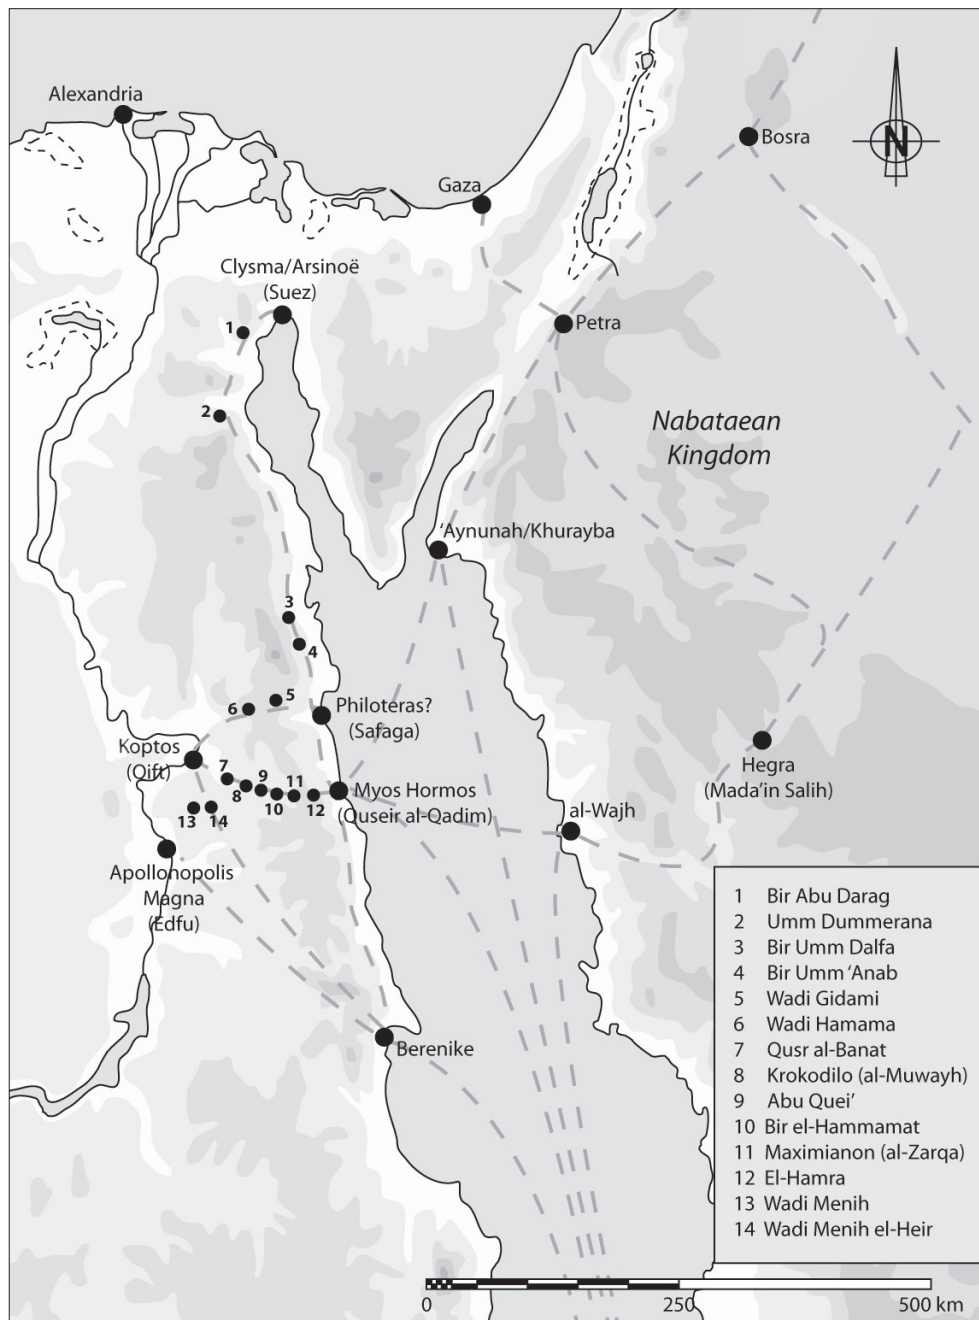 Alexandria
Bosra
N
Gaza
Clysma/Arsinoë
(Suez)
1
Petra
2
Nabataean
Kingdom
‘Aynunah/Khurayba
3
4
5
6
Philoteras?
(Safaga)
Koptos
(Qift)
7
8
9
10
11
12
Myos Hormos
(Quseir al-Qadim)
Hegra
(Mada’in Salih)
13
14
al-Wajh
Apollonopolis
Magna
(Edfu)
Berenike
1 Bir Abu Darag
2 Umm Dummerana
3 Bir Umm Dalfa
4 Bir Umm ‘Anab
5 Wadi Gidami
6 Wadi Hamama
7 Qusr al-Banat
8 Krokodilo (al-Muwayh)
9 Abu Quei’
10 Bir el-Hammamat
11 Maximianon (al-Zarqa)
12 El-Hamra
13 Wadi Menih
14 Wadi Menih el-Heir
0
250
500 km